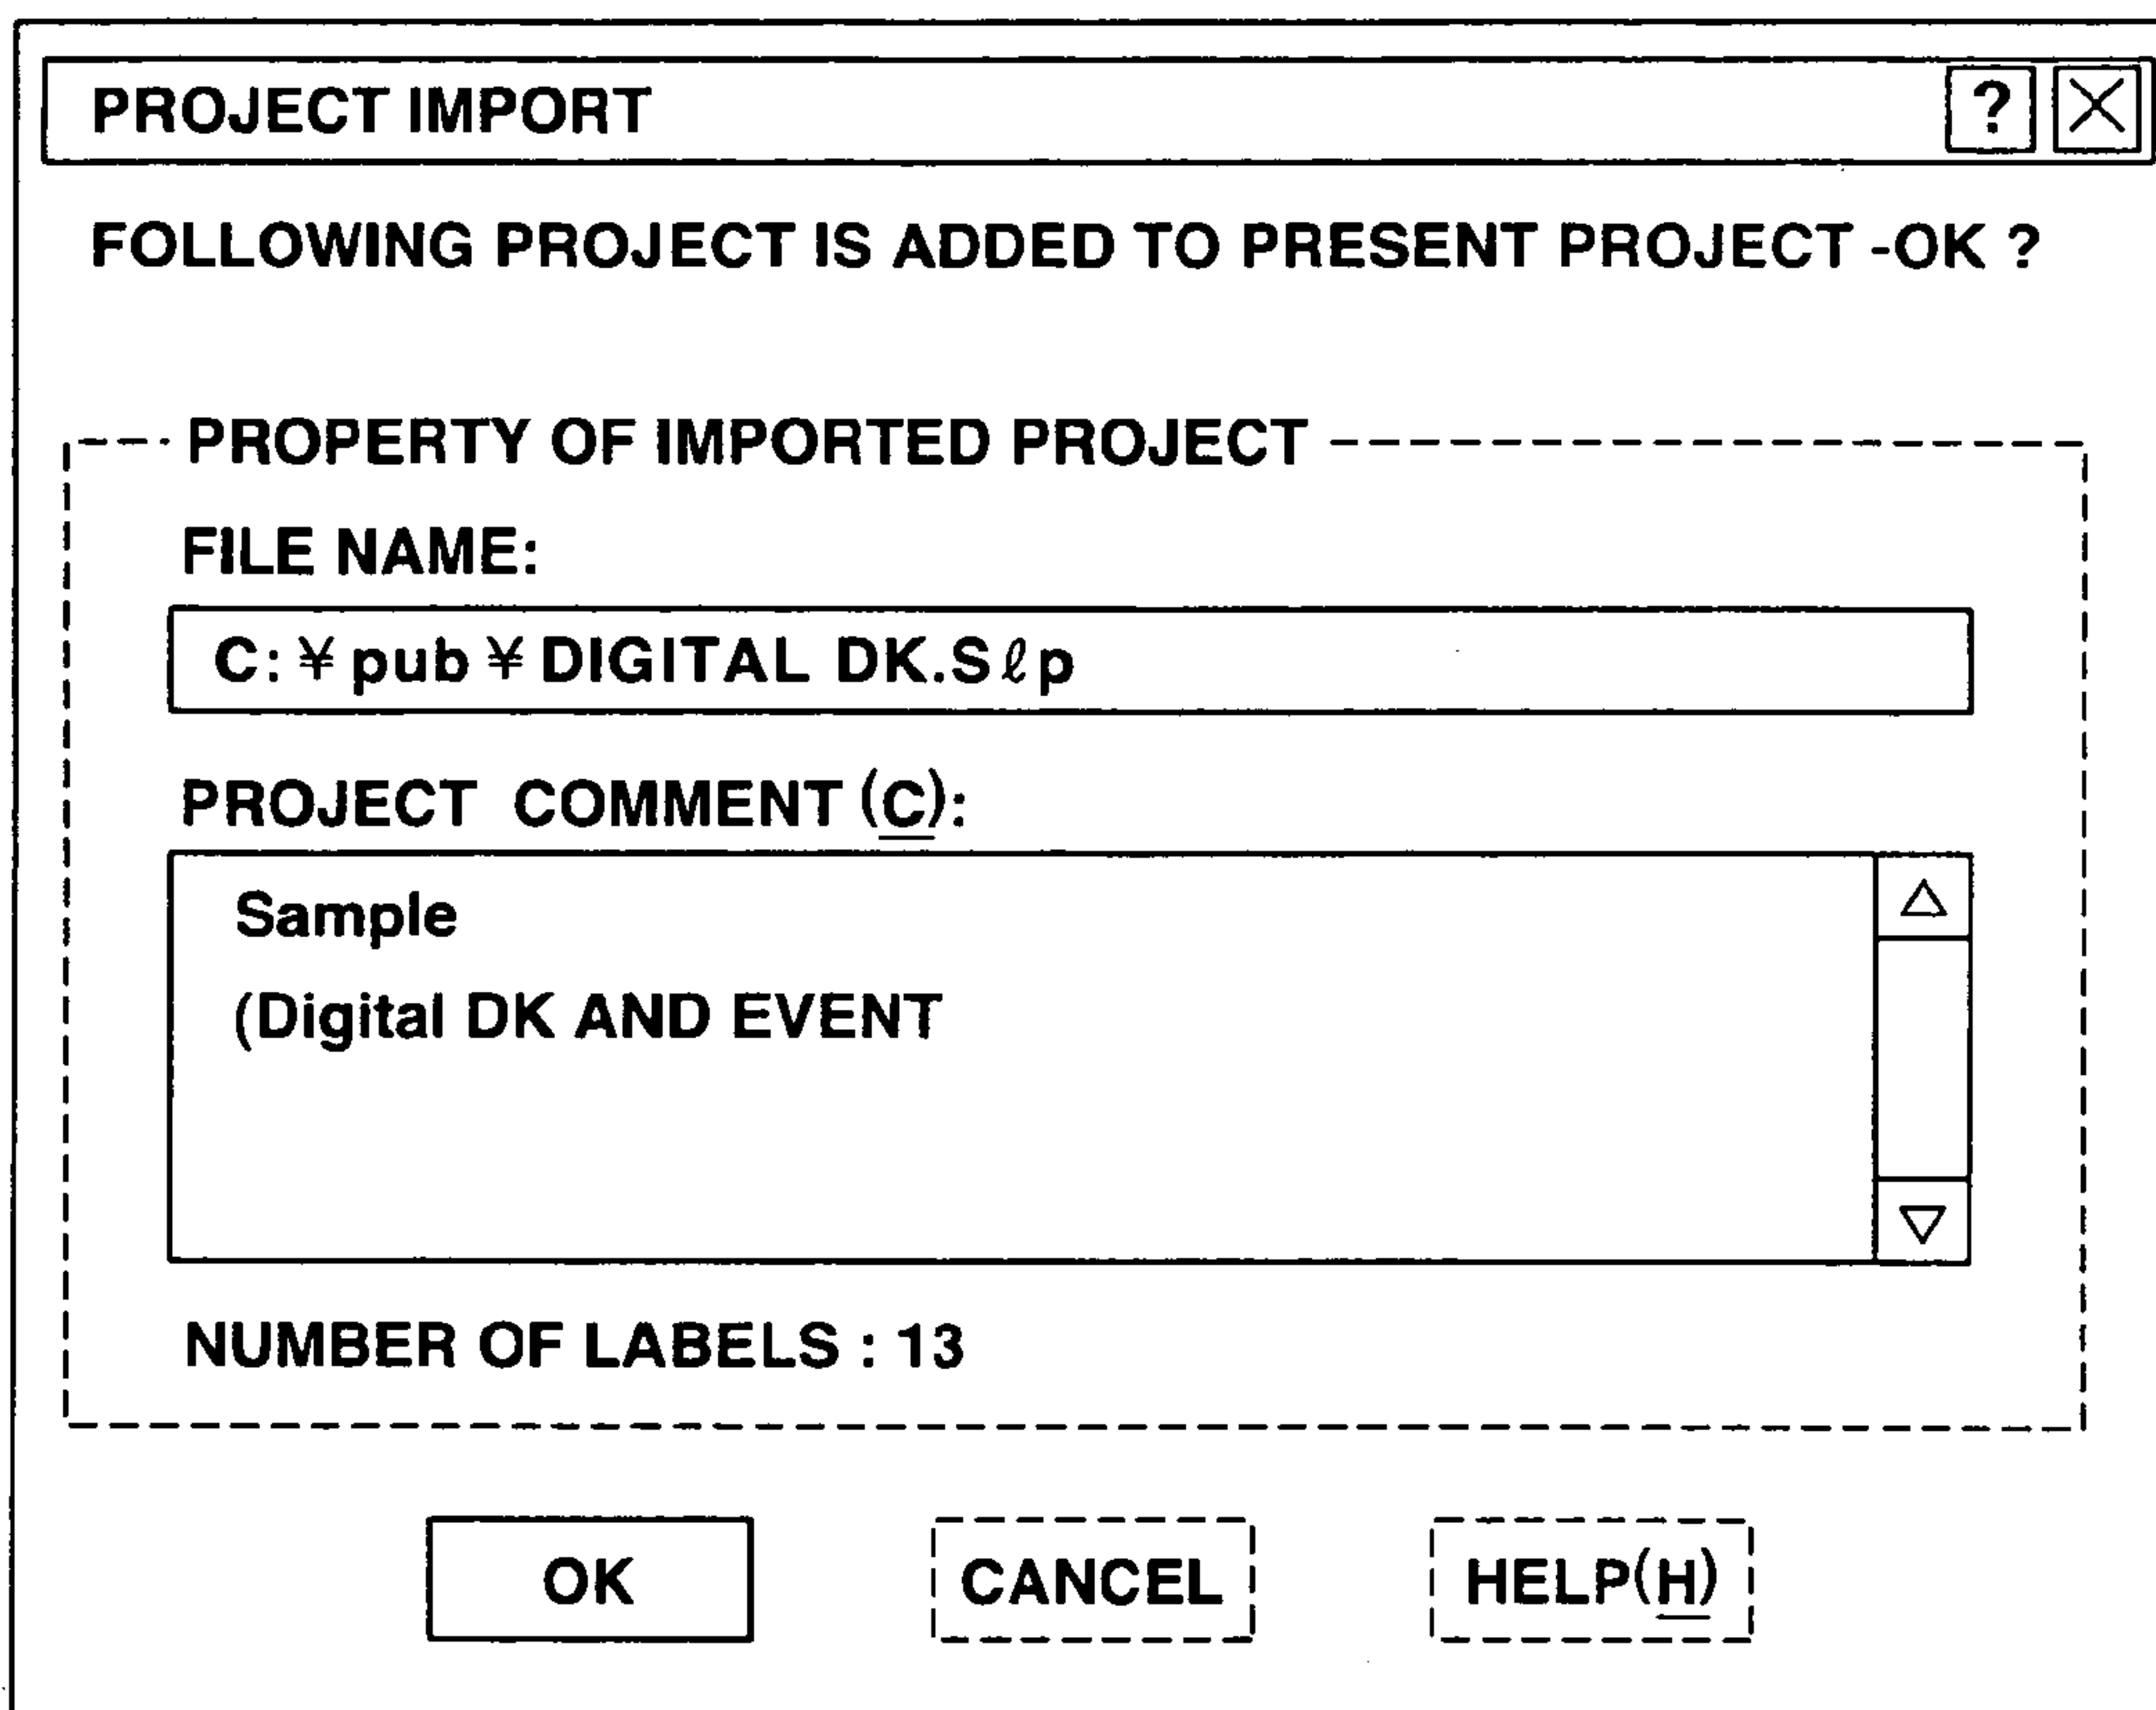 PROJECT IMPORT ? X
FOLLOWING PROJECT IS ADDED TO PRESENT PROJECT -OK ?
PROPERTY OF IMPORTED PROJECT
FILE NAME:
C:¥pub¥DIGITAL DK.Sℓp
PROJECT COMMENT (C):
Sample
(Digital DK AND EVENT
NUMBER OF LABELS : 13
OK CANCEL HELP(H)